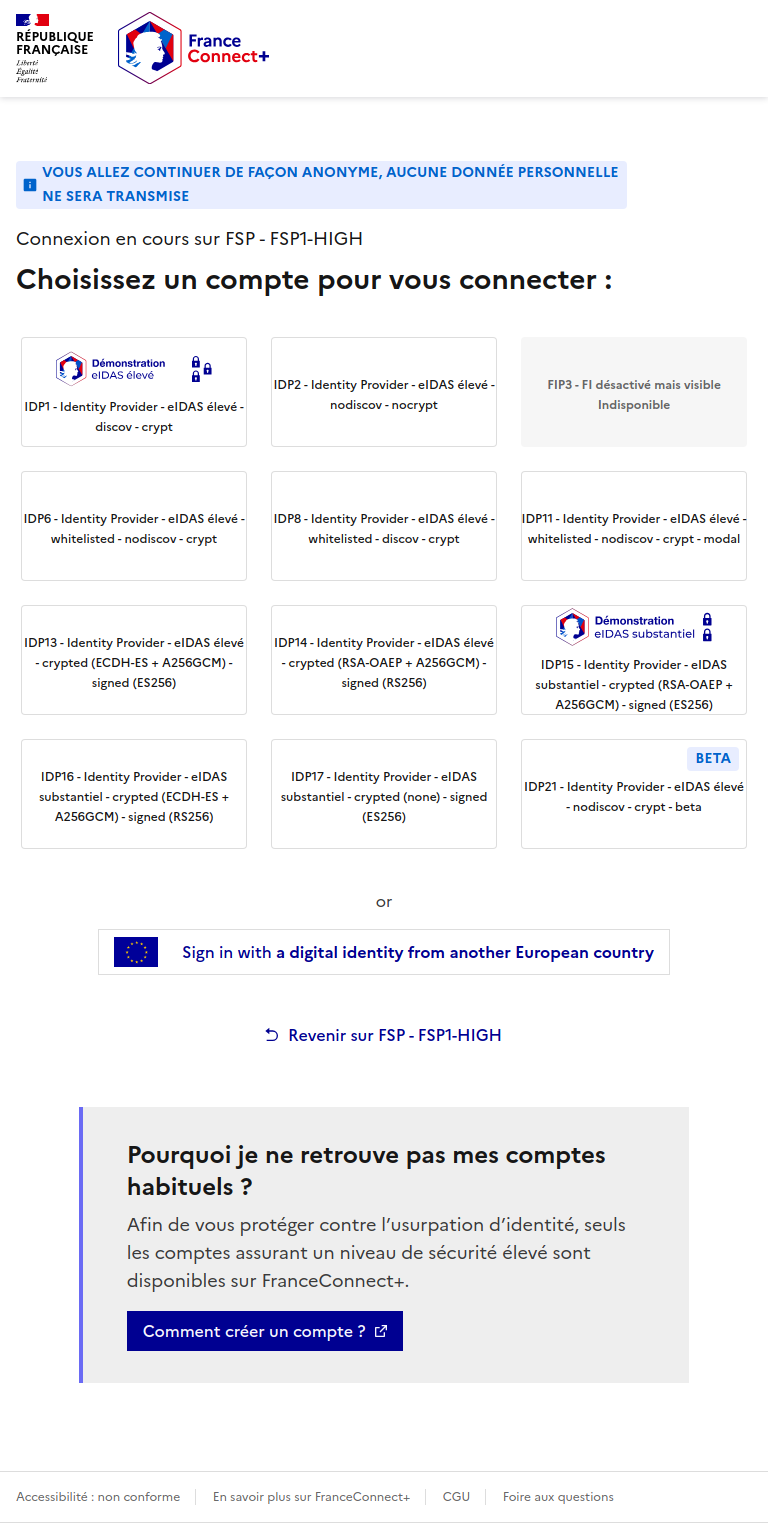 RÉPUBLIQUE
FRANÇAISE
Liberté
Égalité
Fraternité
France
Connect+
VOUS ALLEZ CONTINUER DE FAÇON ANONYME, AUCUNE DONNÉE PERSONNELLE
NE SERA TRANSMISE
Connexion en cours sur FSP - FSP1-HIGH
Choisissez un compte pour vous connecter :
Démonstration
eIDAS élevé
IDP1 - Identity Provider - eIDAS élevé -
discov - crypt
IDP2 - Identity Provider - eIDAS élevé -
nodiscov - nocrypt
FIP3 - FI désactivé mais visible
Indisponible
IDP6 - Identity Provider - eIDAS élevé -
whitelisted - nodiscov - crypt
IDP8 - Identity Provider - eIDAS élevé -
whitelisted - discov - crypt
IDP11 - Identity Provider - eIDAS élevé -
whitelisted - nodiscov - crypt - modal
IDP13 - Identity Provider - eIDAS élevé
- crypted (ECDH-ES + A256GCM) -
signed (ES256)
IDP14 - Identity Provider - eIDAS élevé
- crypted (RSA-OAEP + A256GCM) -
signed (RS256)
Démonstration
eIDAS substantiel
IDP15 - Identity Provider - eIDAS
substantiel - crypted (RSA-OAEP +
A256GCM) - signed (ES256)
IDP16 - Identity Provider - eIDAS
substantiel - crypted (ECDH-ES +
A256GCM) - signed (RS256)
IDP17 - Identity Provider - eIDAS
substantiel - crypted (none) - signed
(ES256)
BETA
IDP21 - Identity Provider - eIDAS élevé
- nodiscov - crypt - beta
or
Sign in with a digital identity from another European country
Revenir sur FSP - FSP1-HIGH
Pourquoi je ne retrouve pas mes comptes
habituels ?
Afin de vous protéger contre l’usurpation d’identité, seuls
les comptes assurant un niveau de sécurité élevé sont
disponibles sur FranceConnect+.
Comment créer un compte ?
Accessibilité : non conforme
En savoir plus sur FranceConnect+
CGU
Foire aux questions